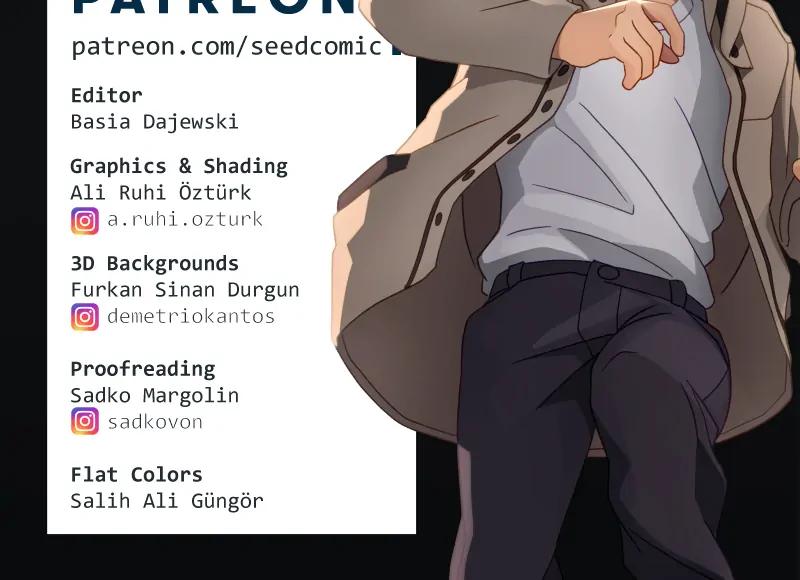 PATREON
patreon.com/seedcomic
Editor
Basia Dajewski
Graphics & Shading
Ali Ruhi Öztürk
a.ruhi.ozturk
3D Backgrounds
Furkan Sinan Durgun
demetriokantos
Proofreading
Sadko Margolin
sadkovon
Flat Colors
Salih Ali Güngör